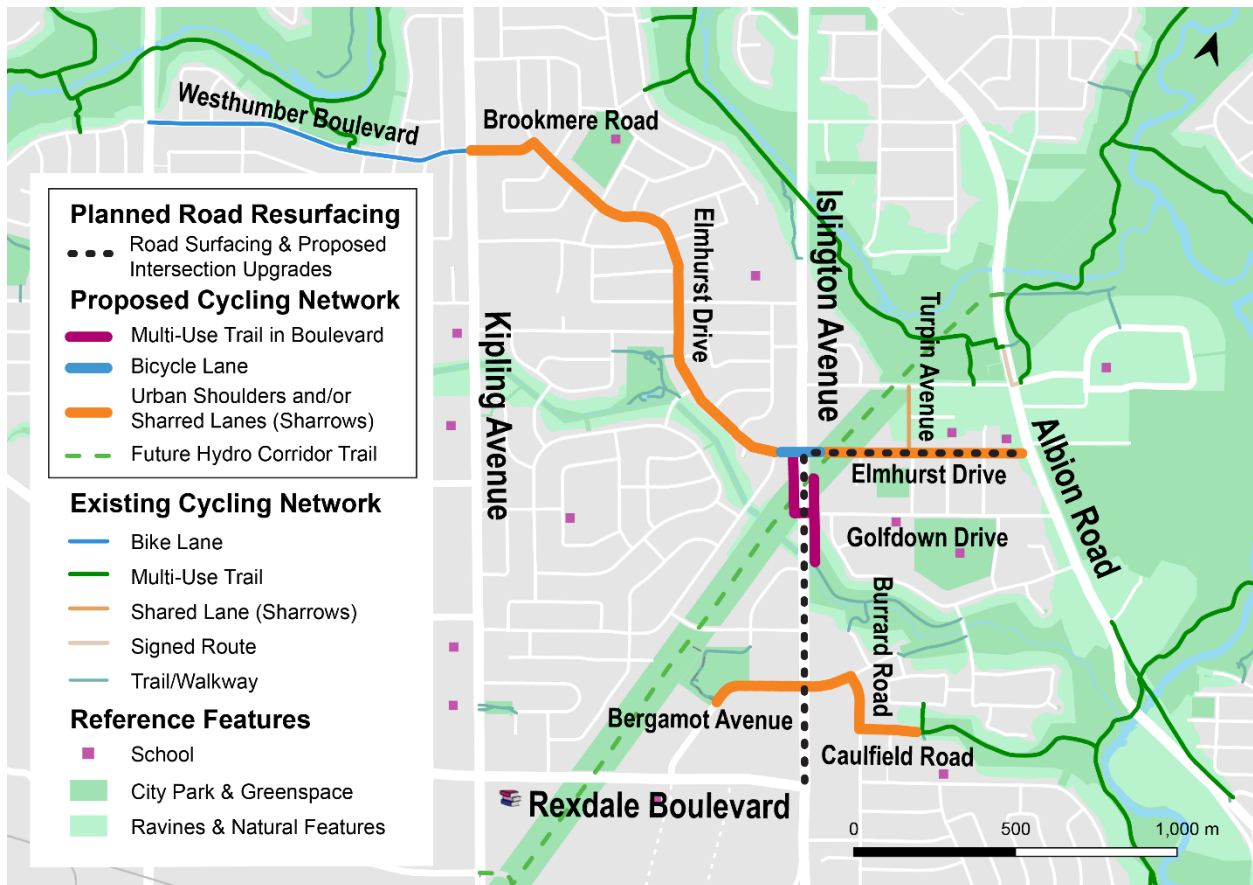 Westhumber Boulevard
Brookmere Road
Elmhurst Drive
Islington Avenue
Kipling Avenue
Turpin Avenue
Albion Road
Elmhurst Drive
Golfdown Drive
Burrard Road
Bergamot Avenue
Caulfield Road
Rexdale Boulevard
Planned Road Resurfacing
Road Surfacing & Proposed
Intersection Upgrades
Proposed Cycling Network
Multi-Use Trail in Boulevard
Bicycle Lane
Urban Shoulders and/or
Sharred Lanes (Sharrows)
Future Hydro Corridor Trail
Existing Cycling Network
Bike Lane
Multi-Use Trail
Shared Lane (Sharrows)
Signed Route
Trail/Walkway
Reference Features
School
City Park & Greenspace
Ravines & Natural Features
0 500 1,000 m